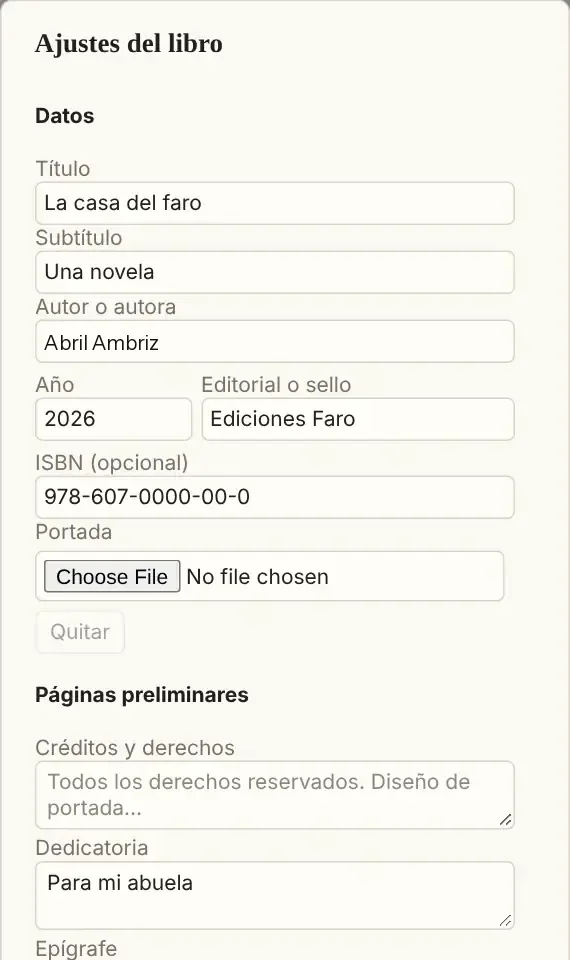 Ajustes del libro
Datos
Título
La casa del faro
Subtítulo
Una novela
Autor o autora
Abril Ambriz
Año
Editorial o sello
2026
Ediciones Faro
ISBN (opcional)
978-607-0000-00-0
Portada
Choose File No file chosen
Quitar
Páginas preliminares
Créditos y derechos
Todos los derechos reservados. Diseño de
portada...
Dedicatoria
Para mi abuela
Epígrafe